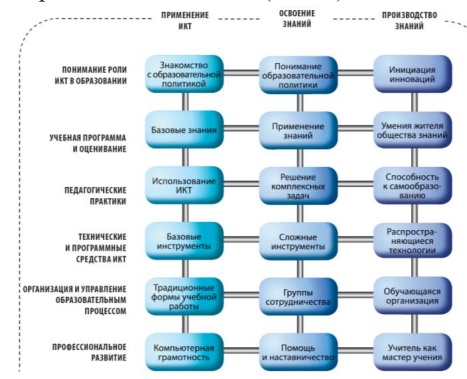 ПРИМЕНЕНИЕ
ИКТ
ОСВОЕНИЕ
ЗНАНИЙ
ПРОИЗВОДСТВО
ЗНАНИЙ
ПОНИМАНИЕ РОЛИ
ИКТ В ОБРАЗОВАНИИ
Знакомство
с образовательной
политикой
Понимание
образовательной
политики
Инициация
инноваций
УЧЕБНАЯ ПРОГРАММА
И ОЦЕНИВАНИЕ
Базовые знания
Применение
знаний
Умения жителя
общества знаний
ПЕДАГОГИЧЕСКИЕ
ПРАКТИКИ
Использование
ИКТ
Решение
комплексных
задач
Способность
к самообразо-
ванию
ТЕХНИЧЕСКИЕ
И ПРОГРАММНЫЕ
СРЕДСТВА ИКТ
Базовые
инструменты
Сложные
инструменты
Распростра-
няющиеся
технологии
ОРГАНИЗАЦИЯ И УПРАВЛЕНИЕ
ОБРАЗОВАТЕЛЬНЫМ
ПРОЦЕССОМ
Традиционные
формы учебной
работы
Группы
сотрудничества
Обучающаяся
организация
ПРОФЕССИОНАЛЬНОЕ
РАЗВИТИЕ
Компьютерная
грамотность
Помощь
и наставничество
Учитель как
мастер учения